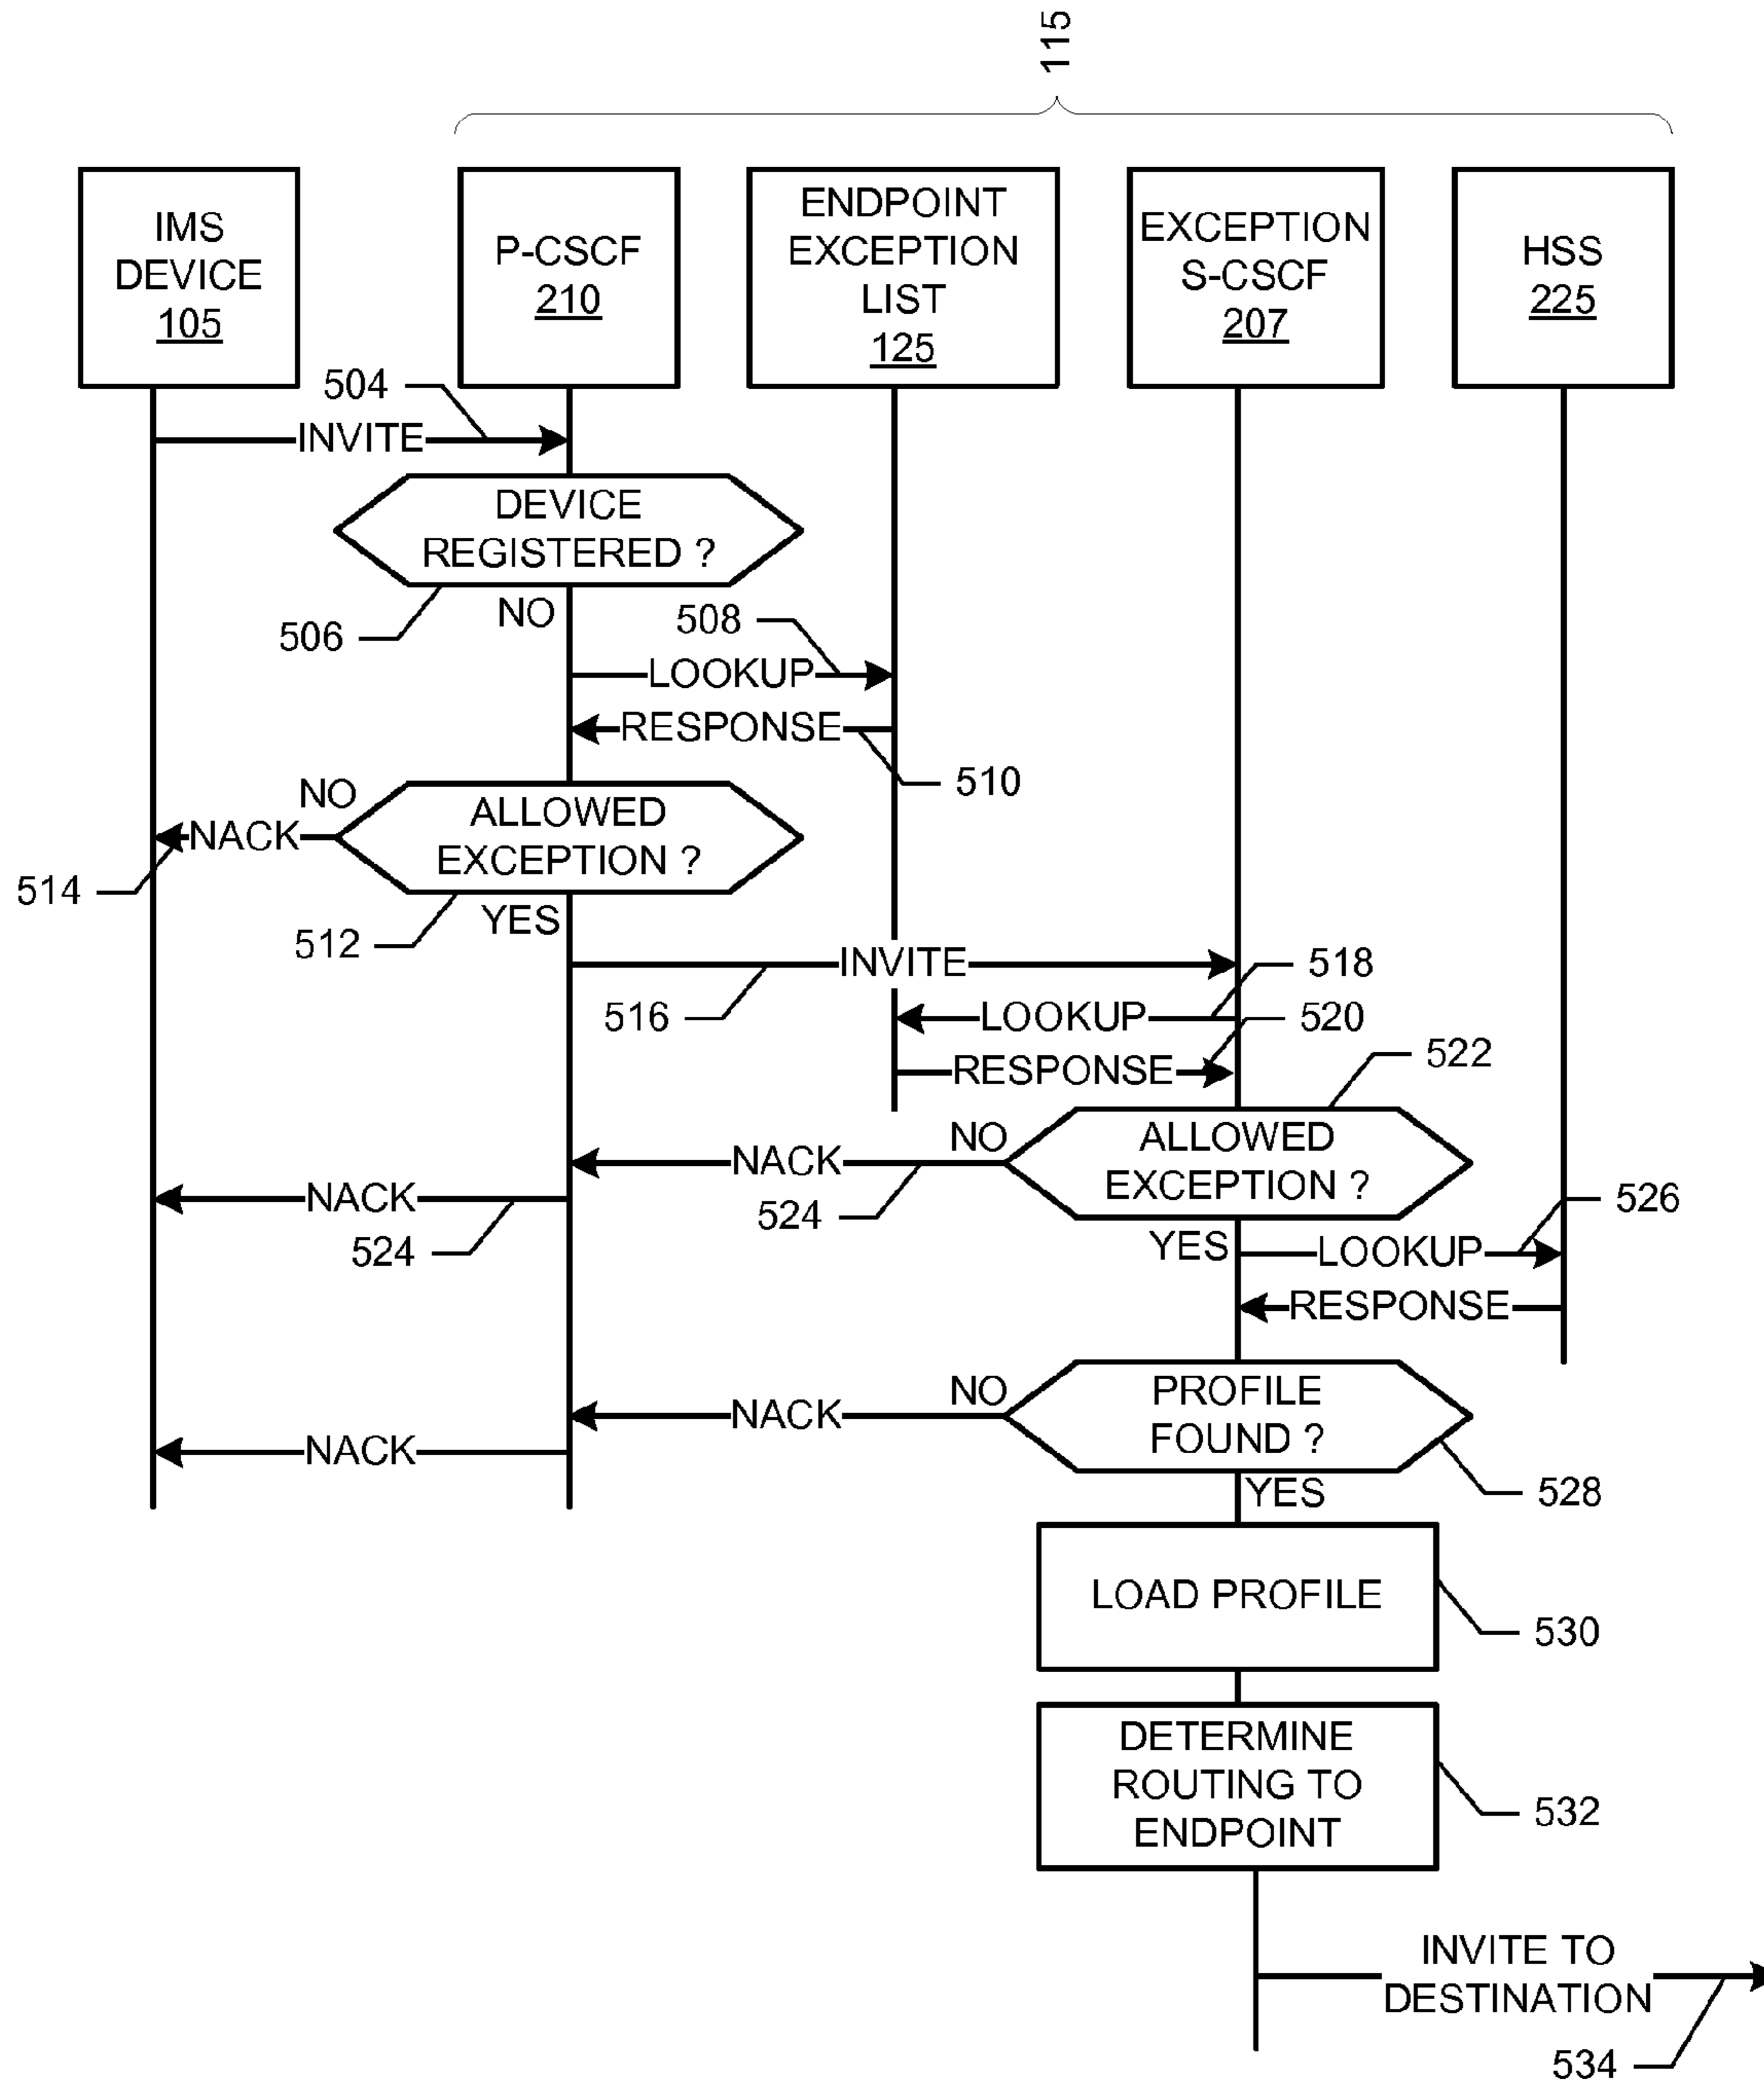 115
IMS
DEVICE
105
P-CSCF
210
ENDPOINT
EXCEPTION
LIST
125
EXCEPTION
S-CSCF
207
HSS
225
504
INVITE
DEVICE
REGISTERED ?
506
NO
508
LOOKUP
RESPONSE
510
NO
NACK
514
ALLOWED
EXCEPTION ?
512
YES
INVITE
516
518
LOOKUP
520
RESPONSE
522
NO
ALLOWED
EXCEPTION ?
NACK
524
NACK
524
526
YES
LOOKUP
RESPONSE
NO
PROFILE
FOUND ?
NACK
NACK
528
YES
LOAD PROFILE
530
DETERMINE
ROUTING TO
ENDPOINT
532
INVITE TO
DESTINATION
534